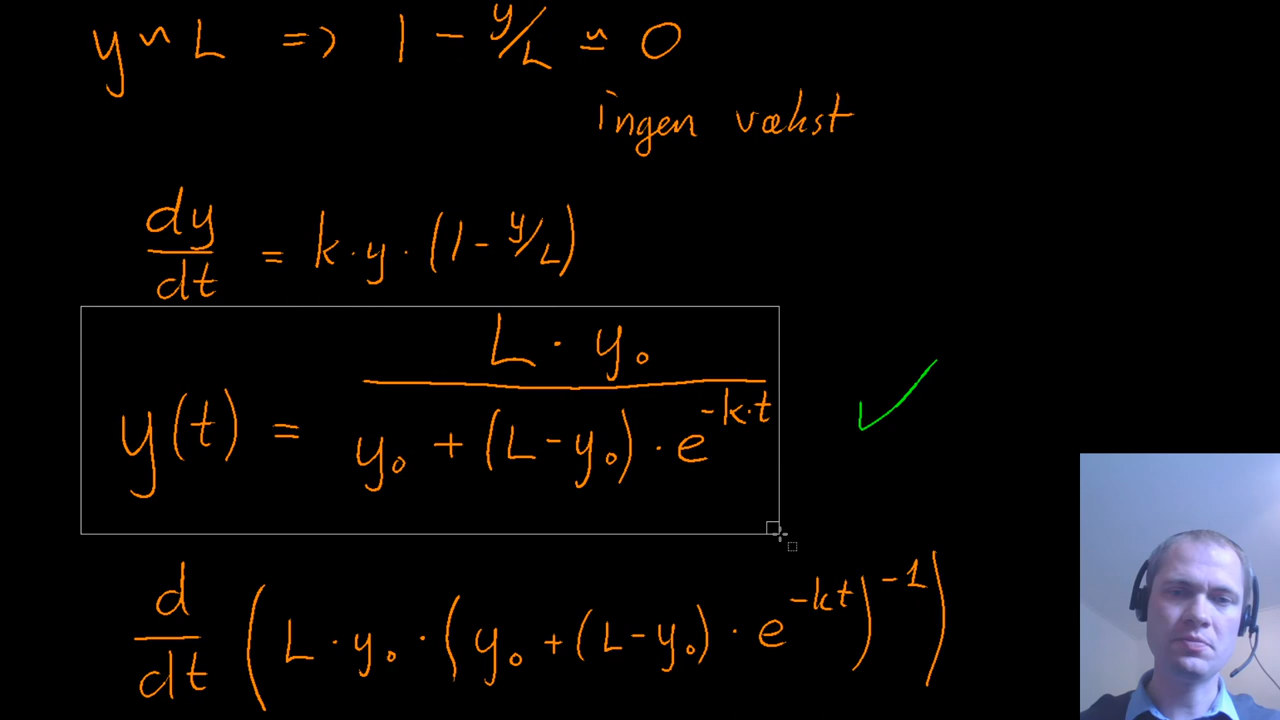 y ~ L => 1 - y/L ≃ 0
ingen vækst
dy/dt = k·y·(1 - y/L)
y(t) = L · y₀ / y₀ + (L-y₀) · e^-k·t
d/dt (L · y₀ · (y₀ + (L-y₀) · e^-kt)^-1)